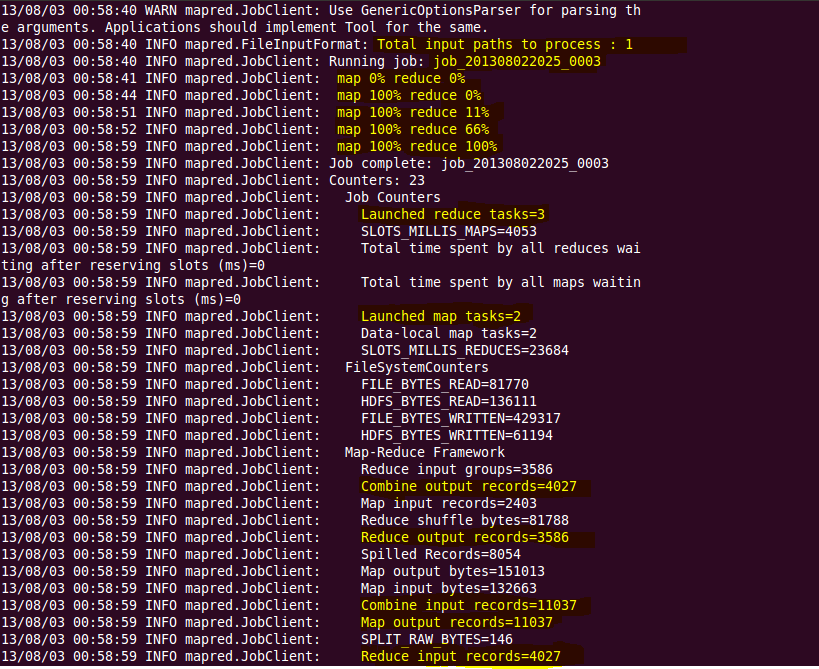 13/08/03 00:58:40 WARN mapred.JobClient: Use GenericOptionsParser for parsing th
e arguments. Applications should implement Tool for the same.
13/08/03 00:58:40 INFO mapred.FileInputFormat: Total input paths to process : 1
13/08/03 00:58:40 INFO mapred.JobClient: Running job: job_201308022025_0003
13/08/03 00:58:41 INFO mapred.JobClient:  map 0% reduce 0%
13/08/03 00:58:44 INFO mapred.JobClient:  map 100% reduce 0%
13/08/03 00:58:51 INFO mapred.JobClient:  map 100% reduce 11%
13/08/03 00:58:52 INFO mapred.JobClient:  map 100% reduce 66%
13/08/03 00:58:59 INFO mapred.JobClient:  map 100% reduce 100%
13/08/03 00:58:59 INFO mapred.JobClient: Job complete: job_201308022025_0003
13/08/03 00:58:59 INFO mapred.JobClient: Counters: 23
13/08/03 00:58:59 INFO mapred.JobClient:   Job Counters
13/08/03 00:58:59 INFO mapred.JobClient:     Launched reduce tasks=3
13/08/03 00:58:59 INFO mapred.JobClient:     SLOTS_MILLIS_MAPS=4053
13/08/03 00:58:59 INFO mapred.JobClient:     Total time spent by all reduces wai
ting after reserving slots (ms)=0
13/08/03 00:58:59 INFO mapred.JobClient:     Total time spent by all maps waitin
g after reserving slots (ms)=0
13/08/03 00:58:59 INFO mapred.JobClient:     Launched map tasks=2
13/08/03 00:58:59 INFO mapred.JobClient:     Data-local map tasks=2
13/08/03 00:58:59 INFO mapred.JobClient:     SLOTS_MILLIS_REDUCES=23684
13/08/03 00:58:59 INFO mapred.JobClient:   FileSystemCounters
13/08/03 00:58:59 INFO mapred.JobClient:     FILE_BYTES_READ=81770
13/08/03 00:58:59 INFO mapred.JobClient:     HDFS_BYTES_READ=136111
13/08/03 00:58:59 INFO mapred.JobClient:     FILE_BYTES_WRITTEN=429317
13/08/03 00:58:59 INFO mapred.JobClient:     HDFS_BYTES_WRITTEN=61194
13/08/03 00:58:59 INFO mapred.JobClient:   Map-Reduce Framework
13/08/03 00:58:59 INFO mapred.JobClient:     Reduce input groups=3586
13/08/03 00:58:59 INFO mapred.JobClient:     Combine output records=4027
13/08/03 00:58:59 INFO mapred.JobClient:     Map input records=2403
13/08/03 00:58:59 INFO mapred.JobClient:     Reduce shuffle bytes=81788
13/08/03 00:58:59 INFO mapred.JobClient:     Reduce output records=3586
13/08/03 00:58:59 INFO mapred.JobClient:     Spilled Records=8054
13/08/03 00:58:59 INFO mapred.JobClient:     Map output bytes=151013
13/08/03 00:58:59 INFO mapred.JobClient:     Map input bytes=132663
13/08/03 00:58:59 INFO mapred.JobClient:     Combine input records=11037
13/08/03 00:58:59 INFO mapred.JobClient:     Map output records=11037
13/08/03 00:58:59 INFO mapred.JobClient:     SPLIT_RAW_BYTES=146
13/08/03 00:58:59 INFO mapred.JobClient:     Reduce input records=4027